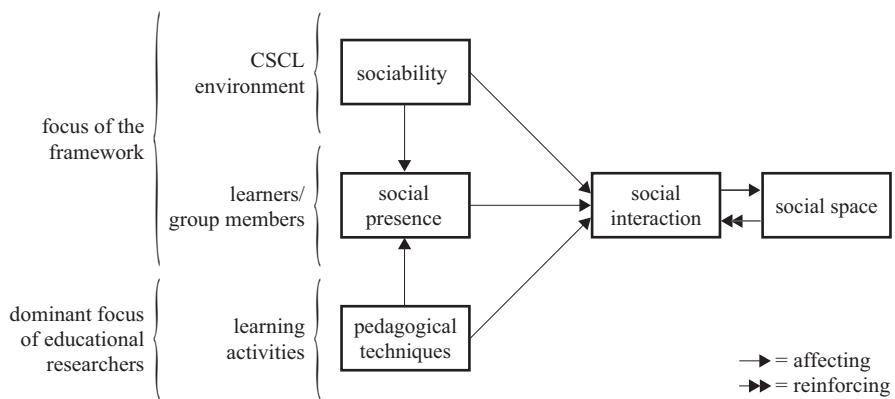 CSCL
environment
sociability
focus of the
framework
learners/
group members
social
presence
social
interaction
social space
dominant focus
of educational
researchers
learning
activities
pedagogical
techniques
= affecting
= reinforcing